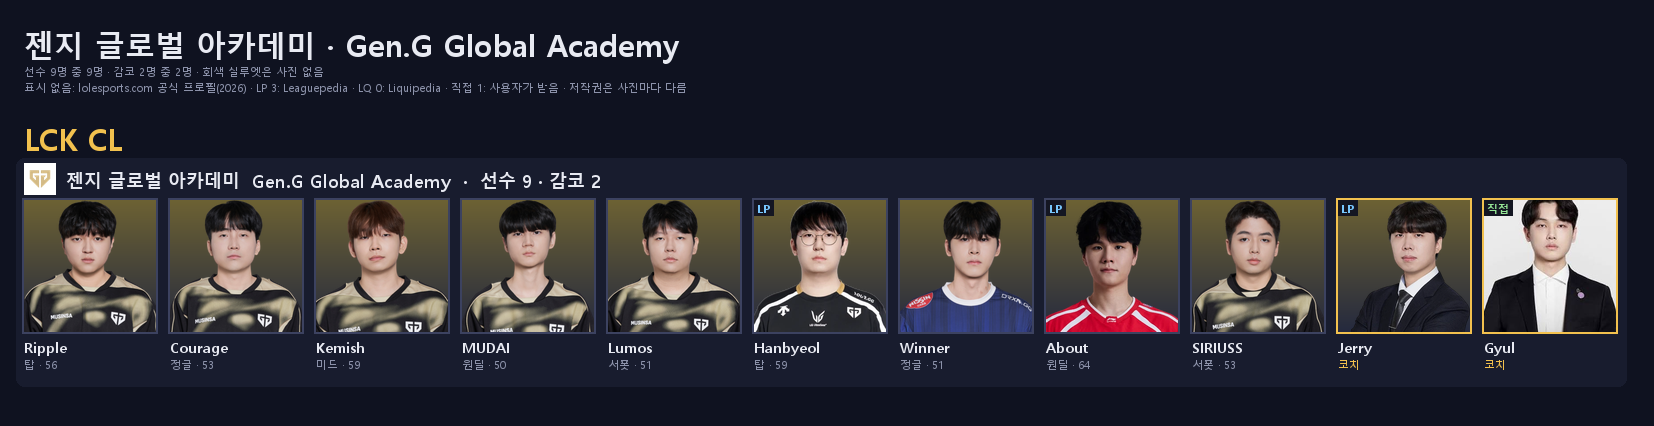 젠지 글로벌 아카데미 · Gen.G Global Academy
선수 9명 중 9명 · 감코 2명 중 2명 · 회색 실루엣은 사진 없음
표시 없음: lolesports.com 공식 프로필(2026) · LP 3: Leaguepedia · LQ 0: Liquipedia · 직접 1: 사용자가 받음 · 저작권은 사진마다 다름
LCK CL
젠지 글로벌 아카데미 Gen.G Global Academy · 선수 9 · 감코 2
LP LP LP 직접
MUSINSA MUSINSA MUSINSA MUSINSA MUSINSA MUSINSA
Ripple Courage Kemish MUDAI Lumos Hanbyeol Winner About SIRIUSS Jerry Gyul
탑 · 56 정글 · 53 미드 · 59 원딜 · 50 서폿 · 51 탑 · 59 정글 · 51 원딜 · 64 서폿 · 53 코치 코치